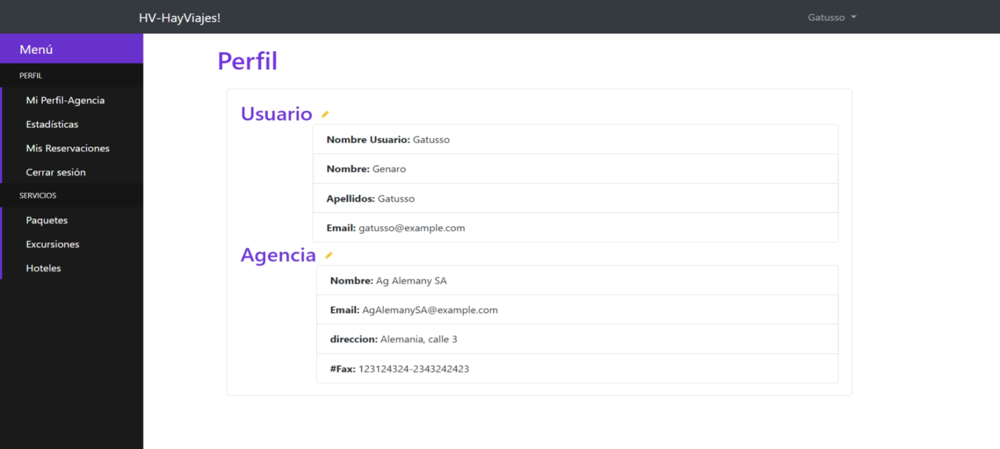 HV-HayViajes!
Gatusso
Menú
PERFIL
Mi Perfil-Agencia
Estadísticas
Mis Reservaciones
Cerrar sesión
SERVICIOS
Paquetes
Excursiones
Hoteles
Perfil
Usuario
Nombre Usuario: Gatusso
Nombre: Genaro
Apellidos: Gatusso
Email: gatusso@example.com
Agencia
Nombre: Ag Alemany SA
Email: AgAlemanySA@example.com
direccion: Alemania, calle 3
#Fax: 123124324-2343242423